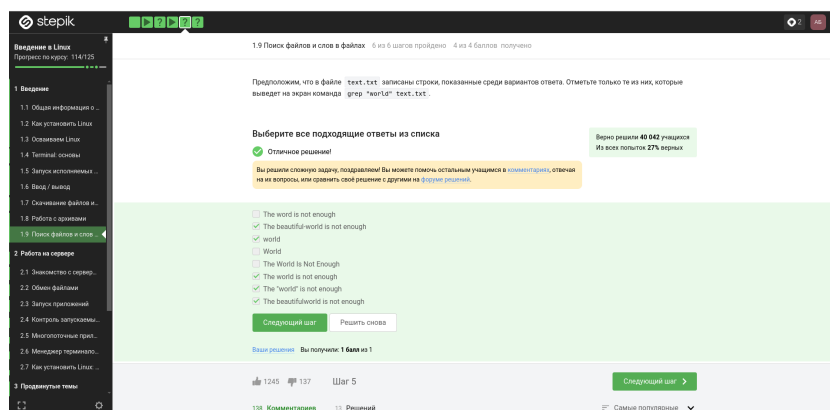 stepik
2
АБ
Введение в Linux
Прогресс по курсу: 114/125
1 Введение
1.1 Общая информация о ...
1.2 Как установить Linux
1.3 Осваиваем Linux
1.4 Terminal: основы
1.5 Запуск исполняемых ...
1.6 Ввод / вывод
1.7 Скачивание файлов и...
1.8 Работа с архивами
1.9 Поиск файлов и слов ...
2 Работа на сервере
2.1 Знакомство с сервер...
2.2 Обмен файлами
2.3 Запуск приложений
2.4 Контроль запускаемы...
2.5 Многопоточные прил...
2.6 Менеджер терминало...
2.7 Как установить Linux: ...
3 Продвинутые темы
1.9 Поиск файлов и слов в файлах 6 из 6 шагов пройдено 4 из 4 баллов получено
Предположим, что в файле text.txt записаны строки, показанные среди вариантов ответа. Отметьте только те из них, которые
выведет на экран команда grep "world" text.txt .
Выберите все подходящие ответы из списка
Отличное решение!
Верно решили 40 042 учащихся
Из всех попыток 27% верных
Вы решили сложную задачу, поздравляем! Вы можете помочь остальным учащимся в комментариях, отвечая
на их вопросы, или сравнить своё решение с другими на форуме решений.
The word is not enough
The beautiful-world is not enough
world
World
The World Is Not Enough
The world is not enough
The "world" is not enough
The beautifulworld is not enough
Следующий шаг Решить снова
Ваши решения Вы получили: 1 балл из 1
1245 137 Шаг 5 Следующий шаг
138 Комментариев 13 Решений Самые популярные